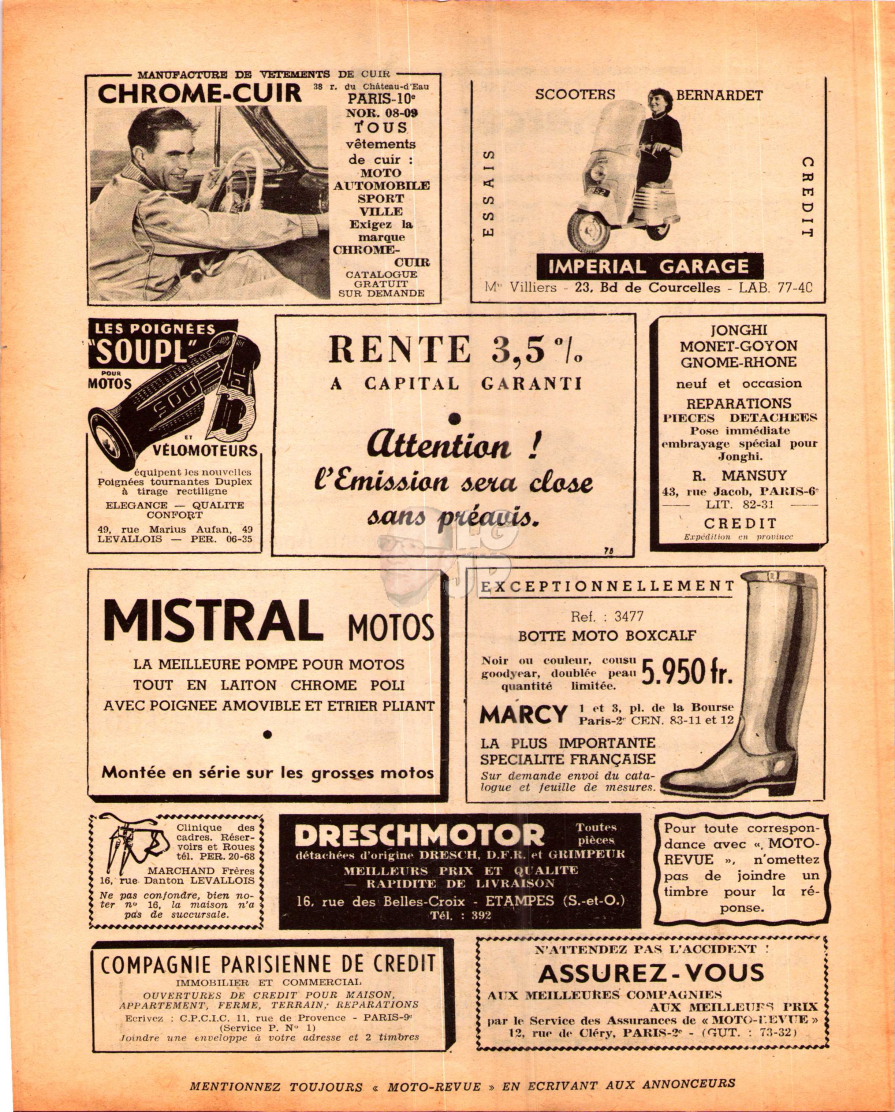 MANUFACTURE DE VETEMENTS DE CUIR
CHROME-CUIR
38 r. du Château-d'Eau
PARIS-10e
NOR. 08-09
TOUS
vêtements
de cuir :
MOTO
AUTOMOBILE
SPORT
VILLE
Exigez la
marque
CHROME-
CUIR
CATALOGUE
GRATUIT
SUR DEMANDE
SCOOTERS BERNARDET
ESSAIS
CREDIT
IMPERIAL GARAGE
Mo Villiers - 23, Bd de Courcelles - LAB. 77-40
LES POIGNÉES
"SOUPL"
POUR
MOTOS
SOUPL
ET
VÉLOMOTEURS
équipent les nouvelles
Poignées tournantes Duplex
à tirage rectiligne
ELEGANCE — QUALITE
CONFORT
49, rue Marius Aufan, 49
LEVALLOIS — PER. 06-35
RENTE 3,5 %
A CAPITAL GARANTI
Attention !
l'Emission sera close
sans préavis.
78
JONGHI
MONET-GOYON
GNOME-RHONE
neuf et occasion
REPARATIONS
PIECES DETACHEES
Pose immédiate
embrayage spécial pour
Jonghi.
R. MANSUY
43, rue Jacob, PARIS-6e
LIT. 82-31
CREDIT
Expédition en province
MISTRAL MOTOS
LA MEILLEURE POMPE POUR MOTOS
TOUT EN LAITON CHROME POLI
AVEC POIGNEE AMOVIBLE ET ETRIER PLIANT
Montée en série sur les grosses motos
EXCEPTIONNELLEMENT
Ref. : 3477
BOTTE MOTO BOXCALF
Noir ou couleur, cousu
goodyear, doublée peau
quantité limitée.
5.950 fr.
MARCY
1 et 3, pl. de la Bourse
Paris-2e CEN. 83-11 et 12
LA PLUS IMPORTANTE
SPECIALITE FRANÇAISE
Sur demande envoi du cata-
logue et feuille de mesures.
Clinique des
cadres. Réser-
voirs et Roues
tél. PER. 20-68
MARCHAND Frères
16, rue Danton LEVALLOIS
Ne pas confondre, bien no-
ter no 16, la maison n'a
pas de succursale.
DRESCHMOTOR
Toutes
pièces
détachées d'origine DRESCH, D.F.R. et GRIMPEUR
MEILLEURS PRIX ET QUALITE
— RAPIDITE DE LIVRAISON
16, rue des Belles-Croix - ETAMPES (S.-et-O.)
Tél. : 392
Pour toute correspon-
dance avec «, MOTO-
REVUE », n'omettez
pas de joindre un
timbre pour la ré-
ponse.
COMPAGNIE PARISIENNE DE CREDIT
IMMOBILIER ET COMMERCIAL
OUVERTURES DE CREDIT POUR MAISON,
APPARTEMENT, FERME, TERRAIN, REPARATIONS
Ecrivez : C.P.C.I.C. 11, rue de Provence - PARIS-9e
(Service P. No 1)
Joindre une enveloppe à votre adresse et 2 timbres
N'ATTENDEZ PAS L'ACCIDENT !
ASSUREZ-VOUS
AUX MEILLEURES COMPAGNIES
AUX MEILLEURS PRIX
par le Service des Assurances de « MOTO-REVUE »
12, rue de Cléry, PARIS-2e - (GUT. : 73-32)
MENTIONNEZ TOUJOURS « MOTO-REVUE » EN ECRIVANT AUX ANNONCEURS